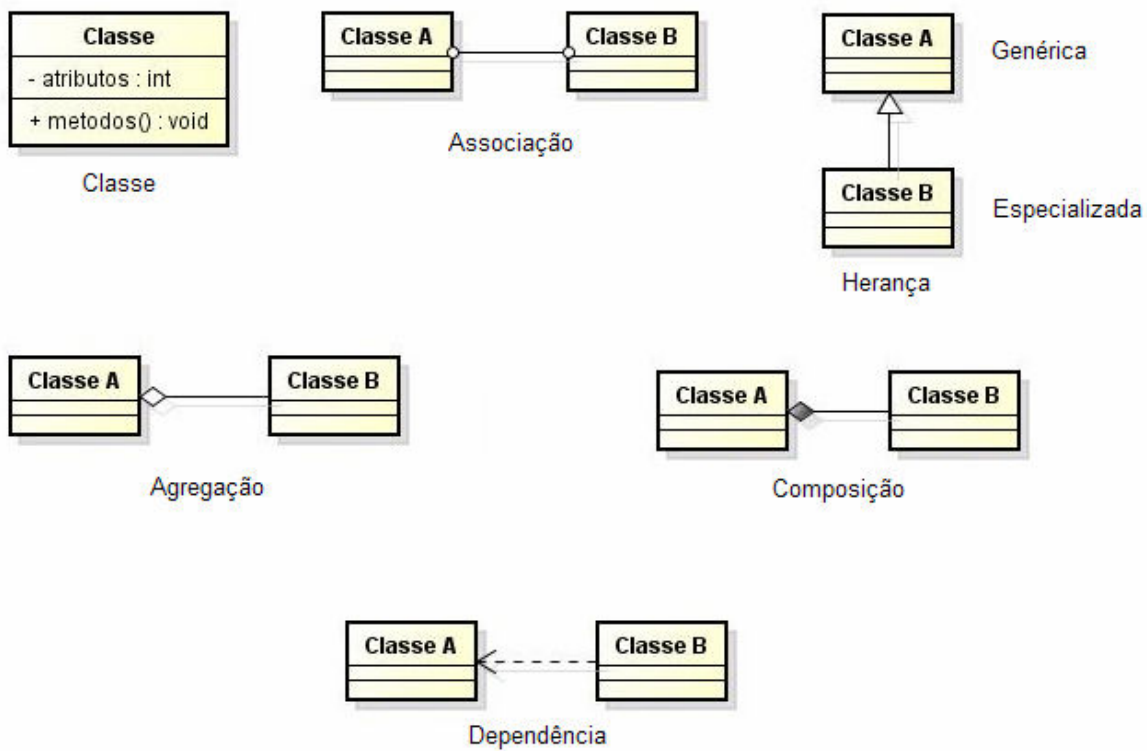 Classe
- atributos : int
+ metodos() : void
Classe
Classe A
Classe B
Associação
Classe A
Genérica
Classe B
Especializada
Herança
Classe A
Classe B
Agregação
Classe A
Classe B
Composição
Classe A
Classe B
Dependência